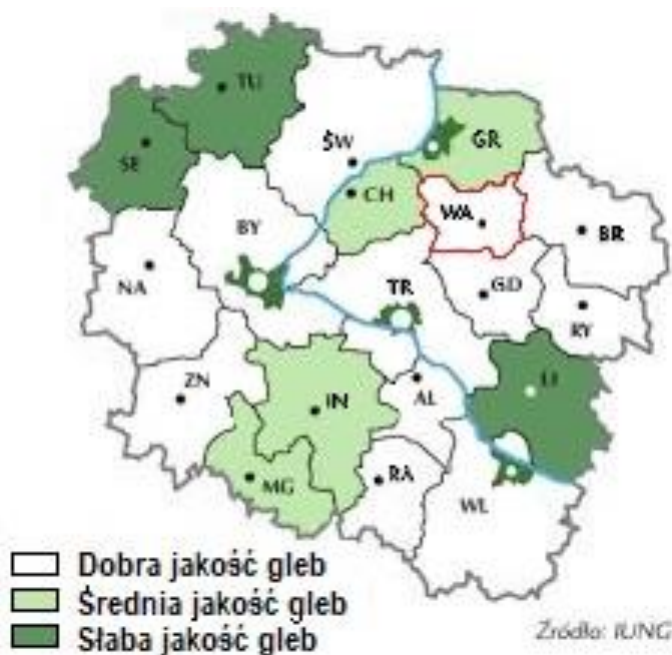 TU
SE
ŚW
GR
CH
WA
BY
BR
NA
TR
GD
RY
ZN
IN
AL
LI
MG
RA
WL
Dobra jakość gleb
Średnia jakość gleb
Słaba jakość gleb
Źródło: IUNG